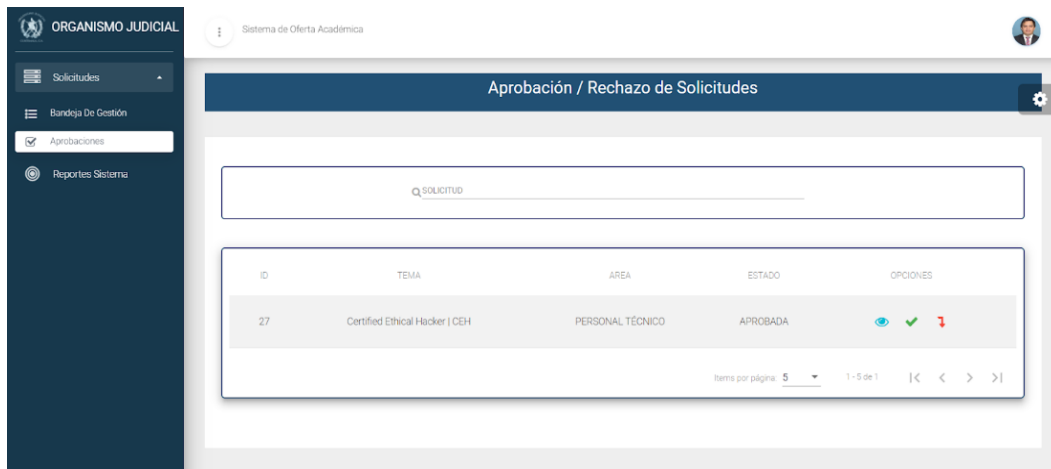 ORGANISMO JUDICIAL
Sistema de Oferta Académica
Solicitudes
Bandeja De Gestión
Aprobaciones
Reportes Sistema
Aprobación / Rechazo de Solicitudes
SOLICITUD
ID TEMA AREA ESTADO OPCIONES
27 Certified Ethical Hacker | CEH PERSONAL TÉCNICO APROBADA
Items por página: 5 1 - 5 de 1